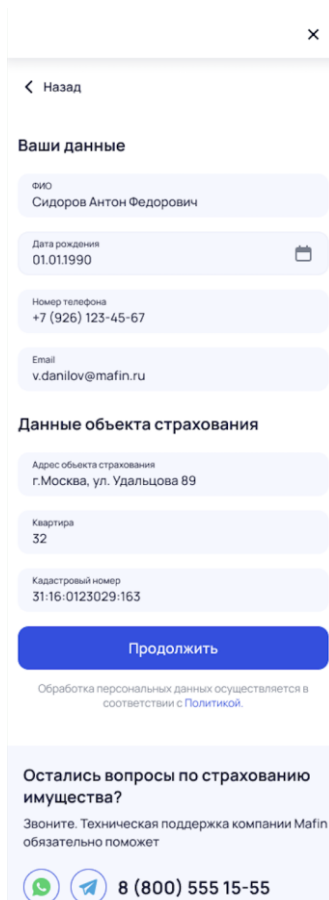 Назад
Ваши данные
ФИО
Сидоров Антон Федорович
Дата рождения
01.01.1990
Номер телефона
+7 (926) 123-45-67
Email
v.danilov@mafin.ru
Данные объекта страхования
Адрес объекта страхования
г.Москва, ул. Удальцова 89
Квартира
32
Кадастровый номер
31:16:0123029:163
Продолжить
Обработка персональных данных осуществляется в
соответствии с Политикой.
Остались вопросы по страхованию
имущества?
Звоните. Техническая поддержка компании Mafin
обязательно поможет
8 (800) 555 15-55